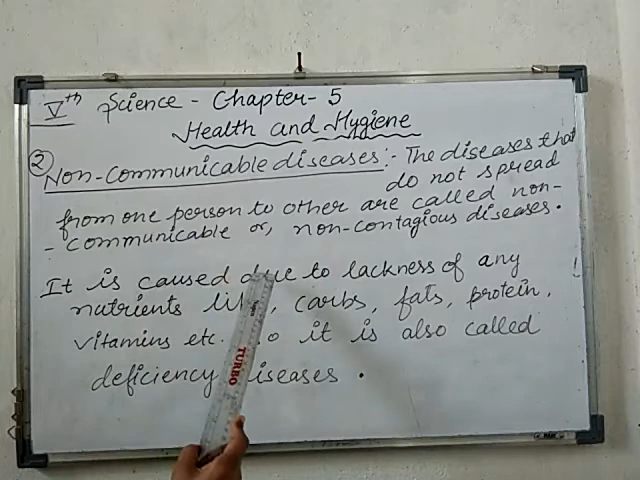 Vth Science - Chapter - 5
Health and Hygiene
② Non-communicable diseases :- The diseases that
do not spread
from one person to other are called non-
- communicable or, non-contagious diseases.
It is caused due to lackness of any
nutrients , carbs, fats, protein,
vitamins etc. it is also called
deficiency diseases.
TURBO